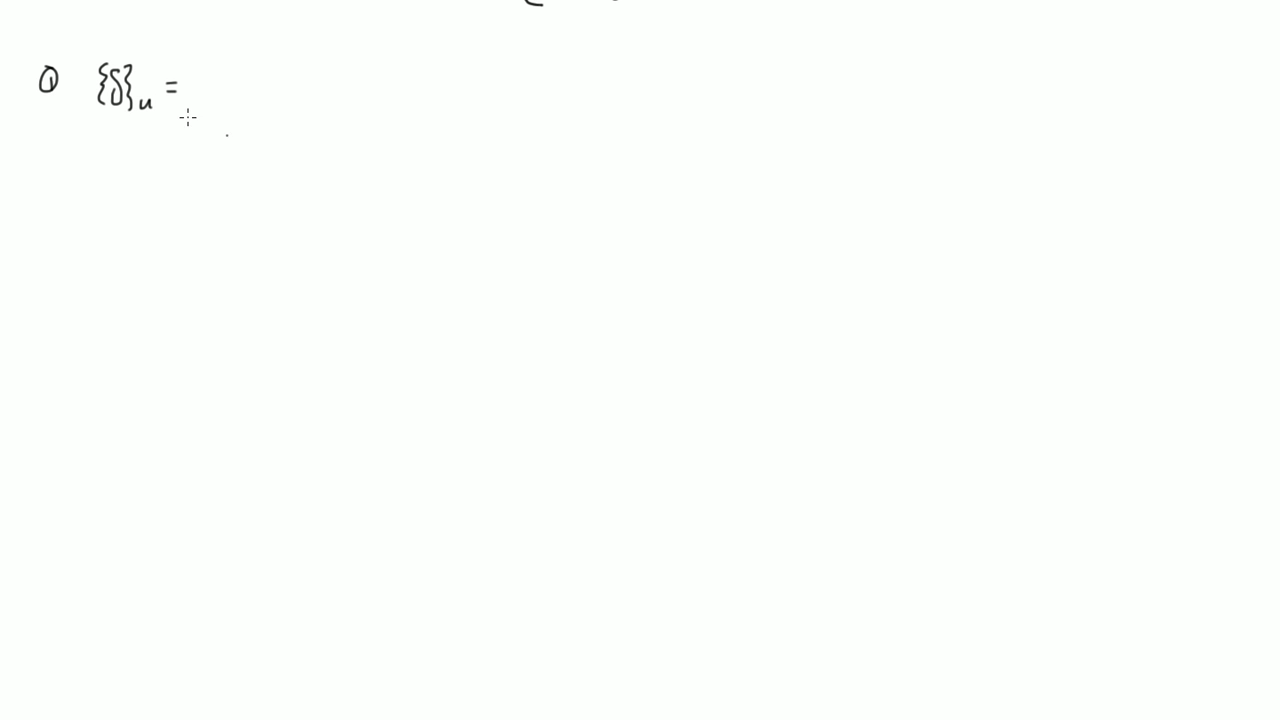 ① {δ}u =